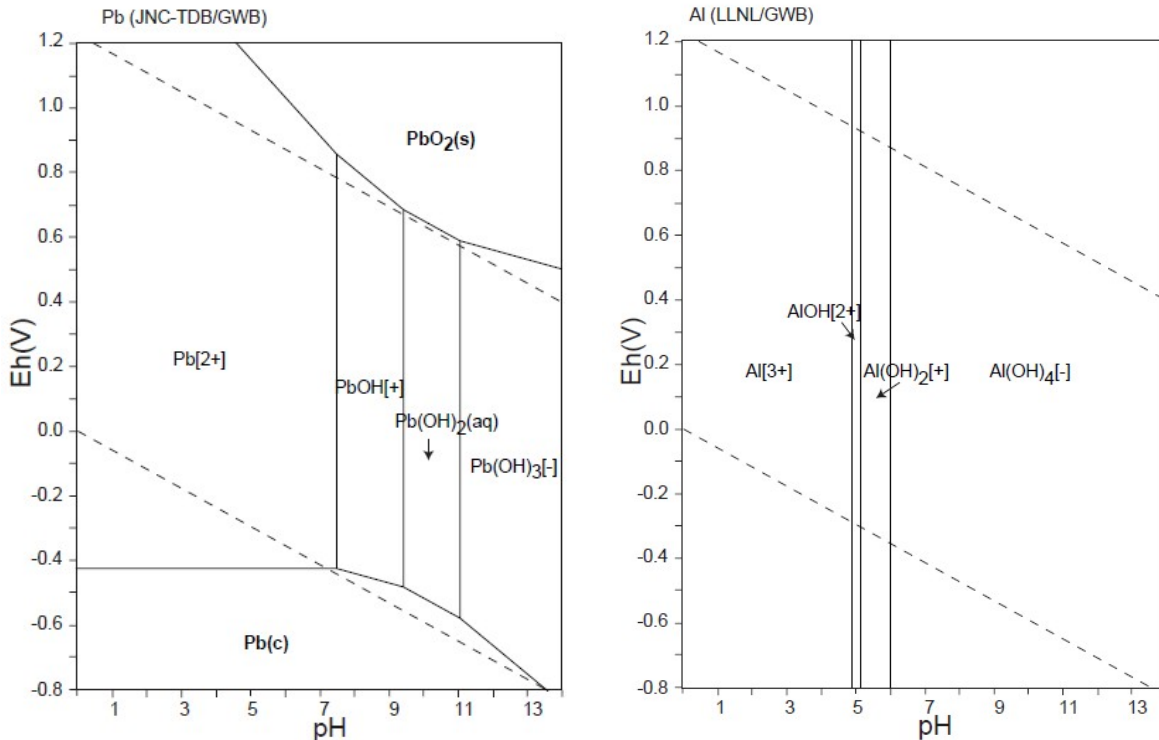 Pb (JNC-TDB/GWB)
1.2
1.0
0.8
0.6
0.4
0.2
0.0
-0.2
-0.4
-0.6
-0.8
Eh(V)
PbO2(s)
Pb[2+]
PbOH[+]
Pb(OH)2(aq)
Pb(OH)3[-]
Pb(c)
1 3 5 7 9 11 13
pH
Al (LLNL/GWB)
1.2
1.0
0.8
0.6
0.4
0.2
0.0
-0.2
-0.4
-0.6
-0.8
Eh(V)
AlOH[2+]
Al[3+]
Al(OH)2[+]
Al(OH)4[-]
1 3 5 7 9 11 13
pH